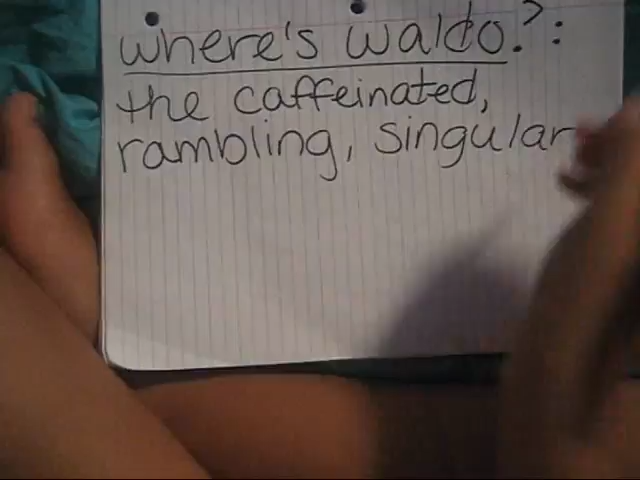 where's waldo?:
the caffeinated,
rambling, singular